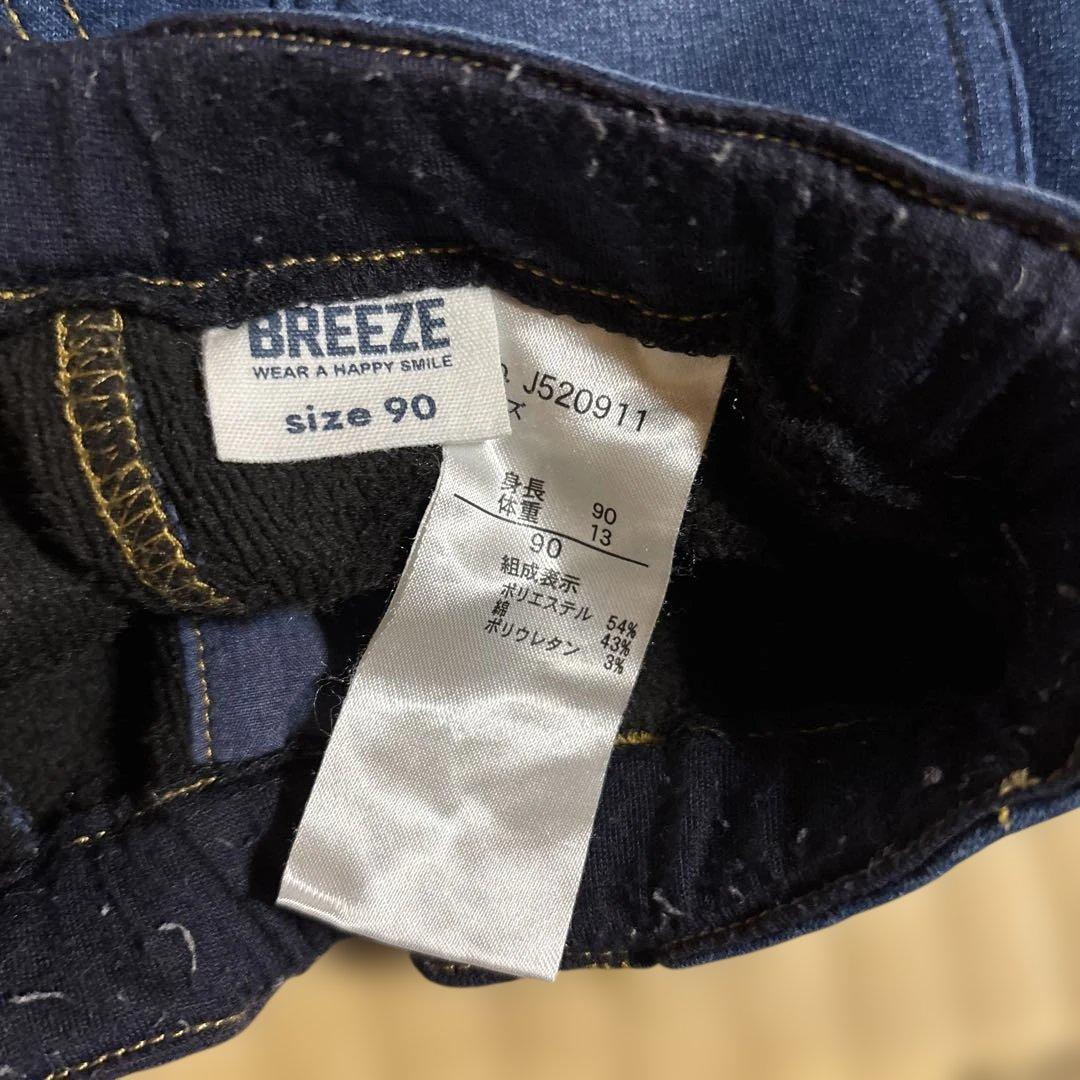 BREEZE
WEAR A HAPPY SMILE
size 90
J520911
ズ
身長 90
体重 13
90
組成表示
ポリエステル 54%
綿 43%
ポリウレタン 3%